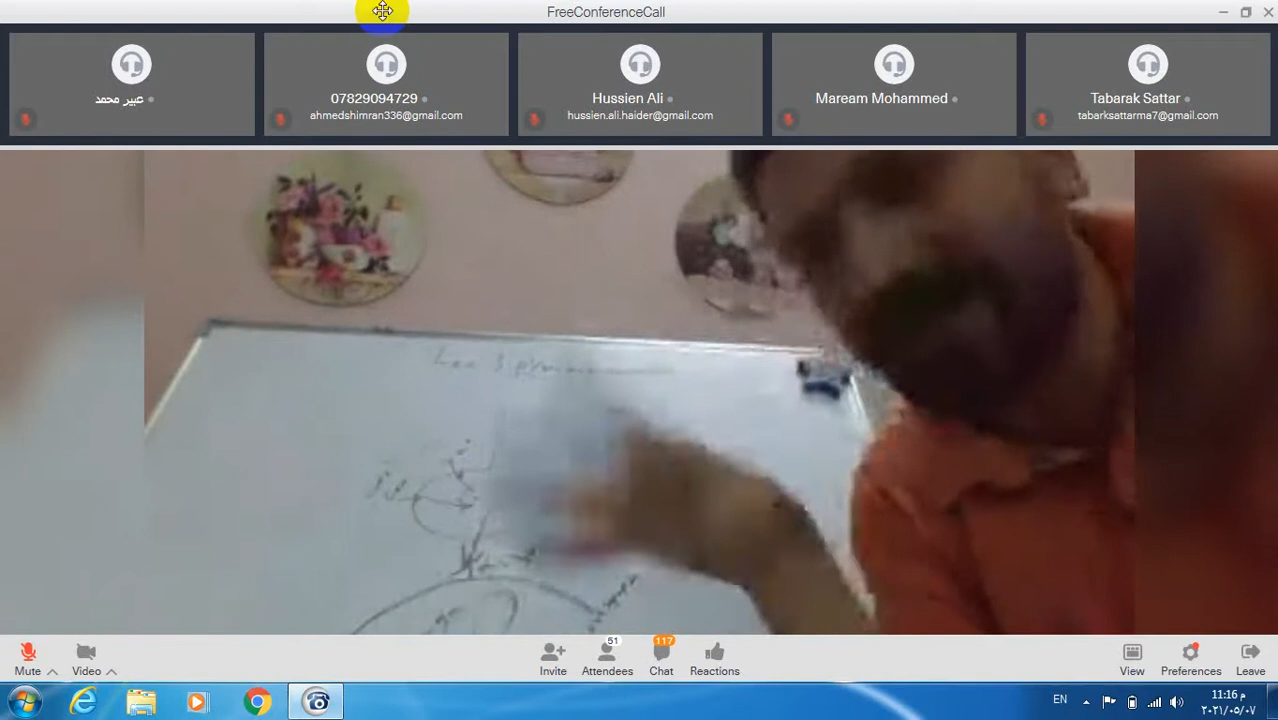 FreeConferenceCall
عبير محمد
07829094729
ahmedshimran336@gmail.com
Hussien Ali
hussien.ali.haider@gmail.com
Maream Mohammed
Tabarak Sattar
tabarksattarma7@gmail.com
Mute
Video
Invite
51
Attendees
117
Chat
Reactions
View
Preferences
Leave
EN
11:16 م
٢٠٢١/٠٥/٠٧